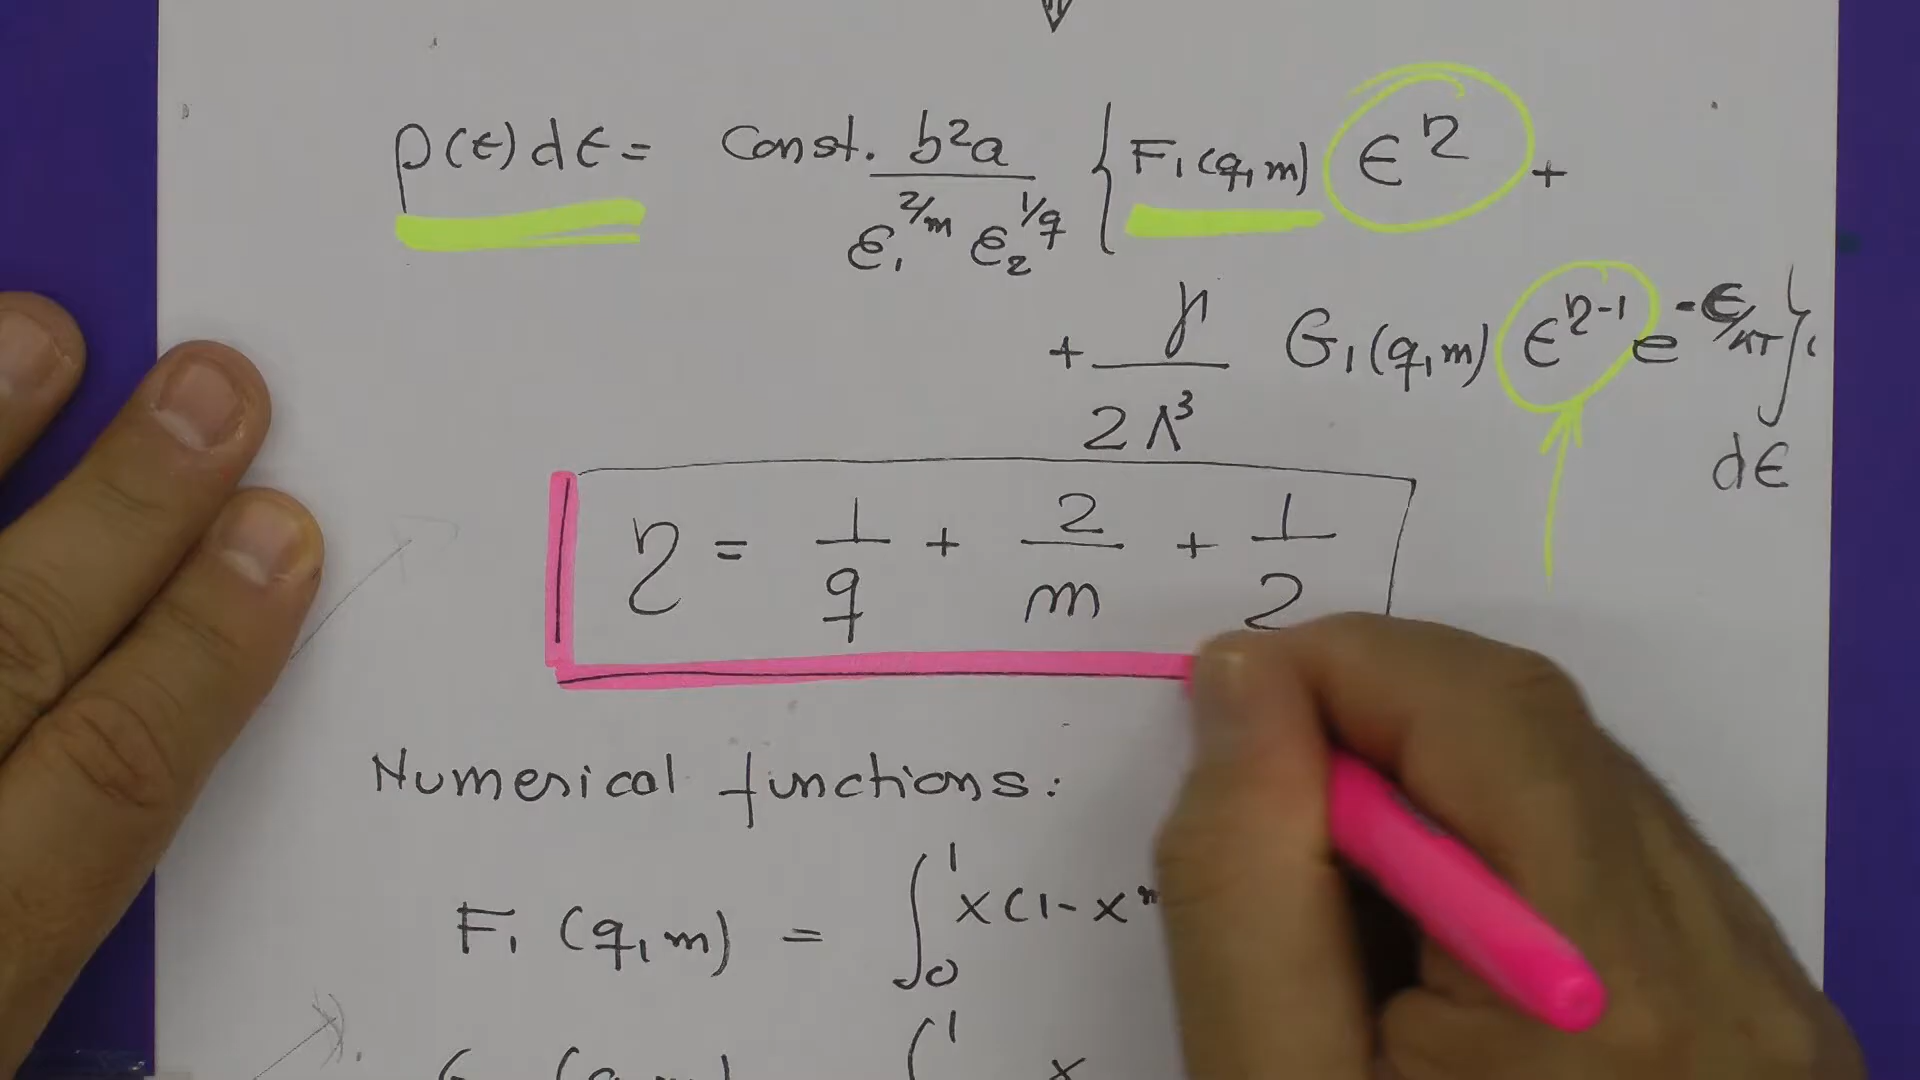 ρ(ϵ)dϵ = Const. b²a / ϵ₁^(2/m) ϵ₂^(1/q) { F₁(q,m) ϵ^η +
+ γ / 2Λ³ G₁(q,m) ϵ^(η-1) e^(-ϵ/kT) }
dϵ
η = 1/q + 2/m + 1/2
Numerical functions:
F₁ (q,m) = ∫₀¹ x(1-x^m